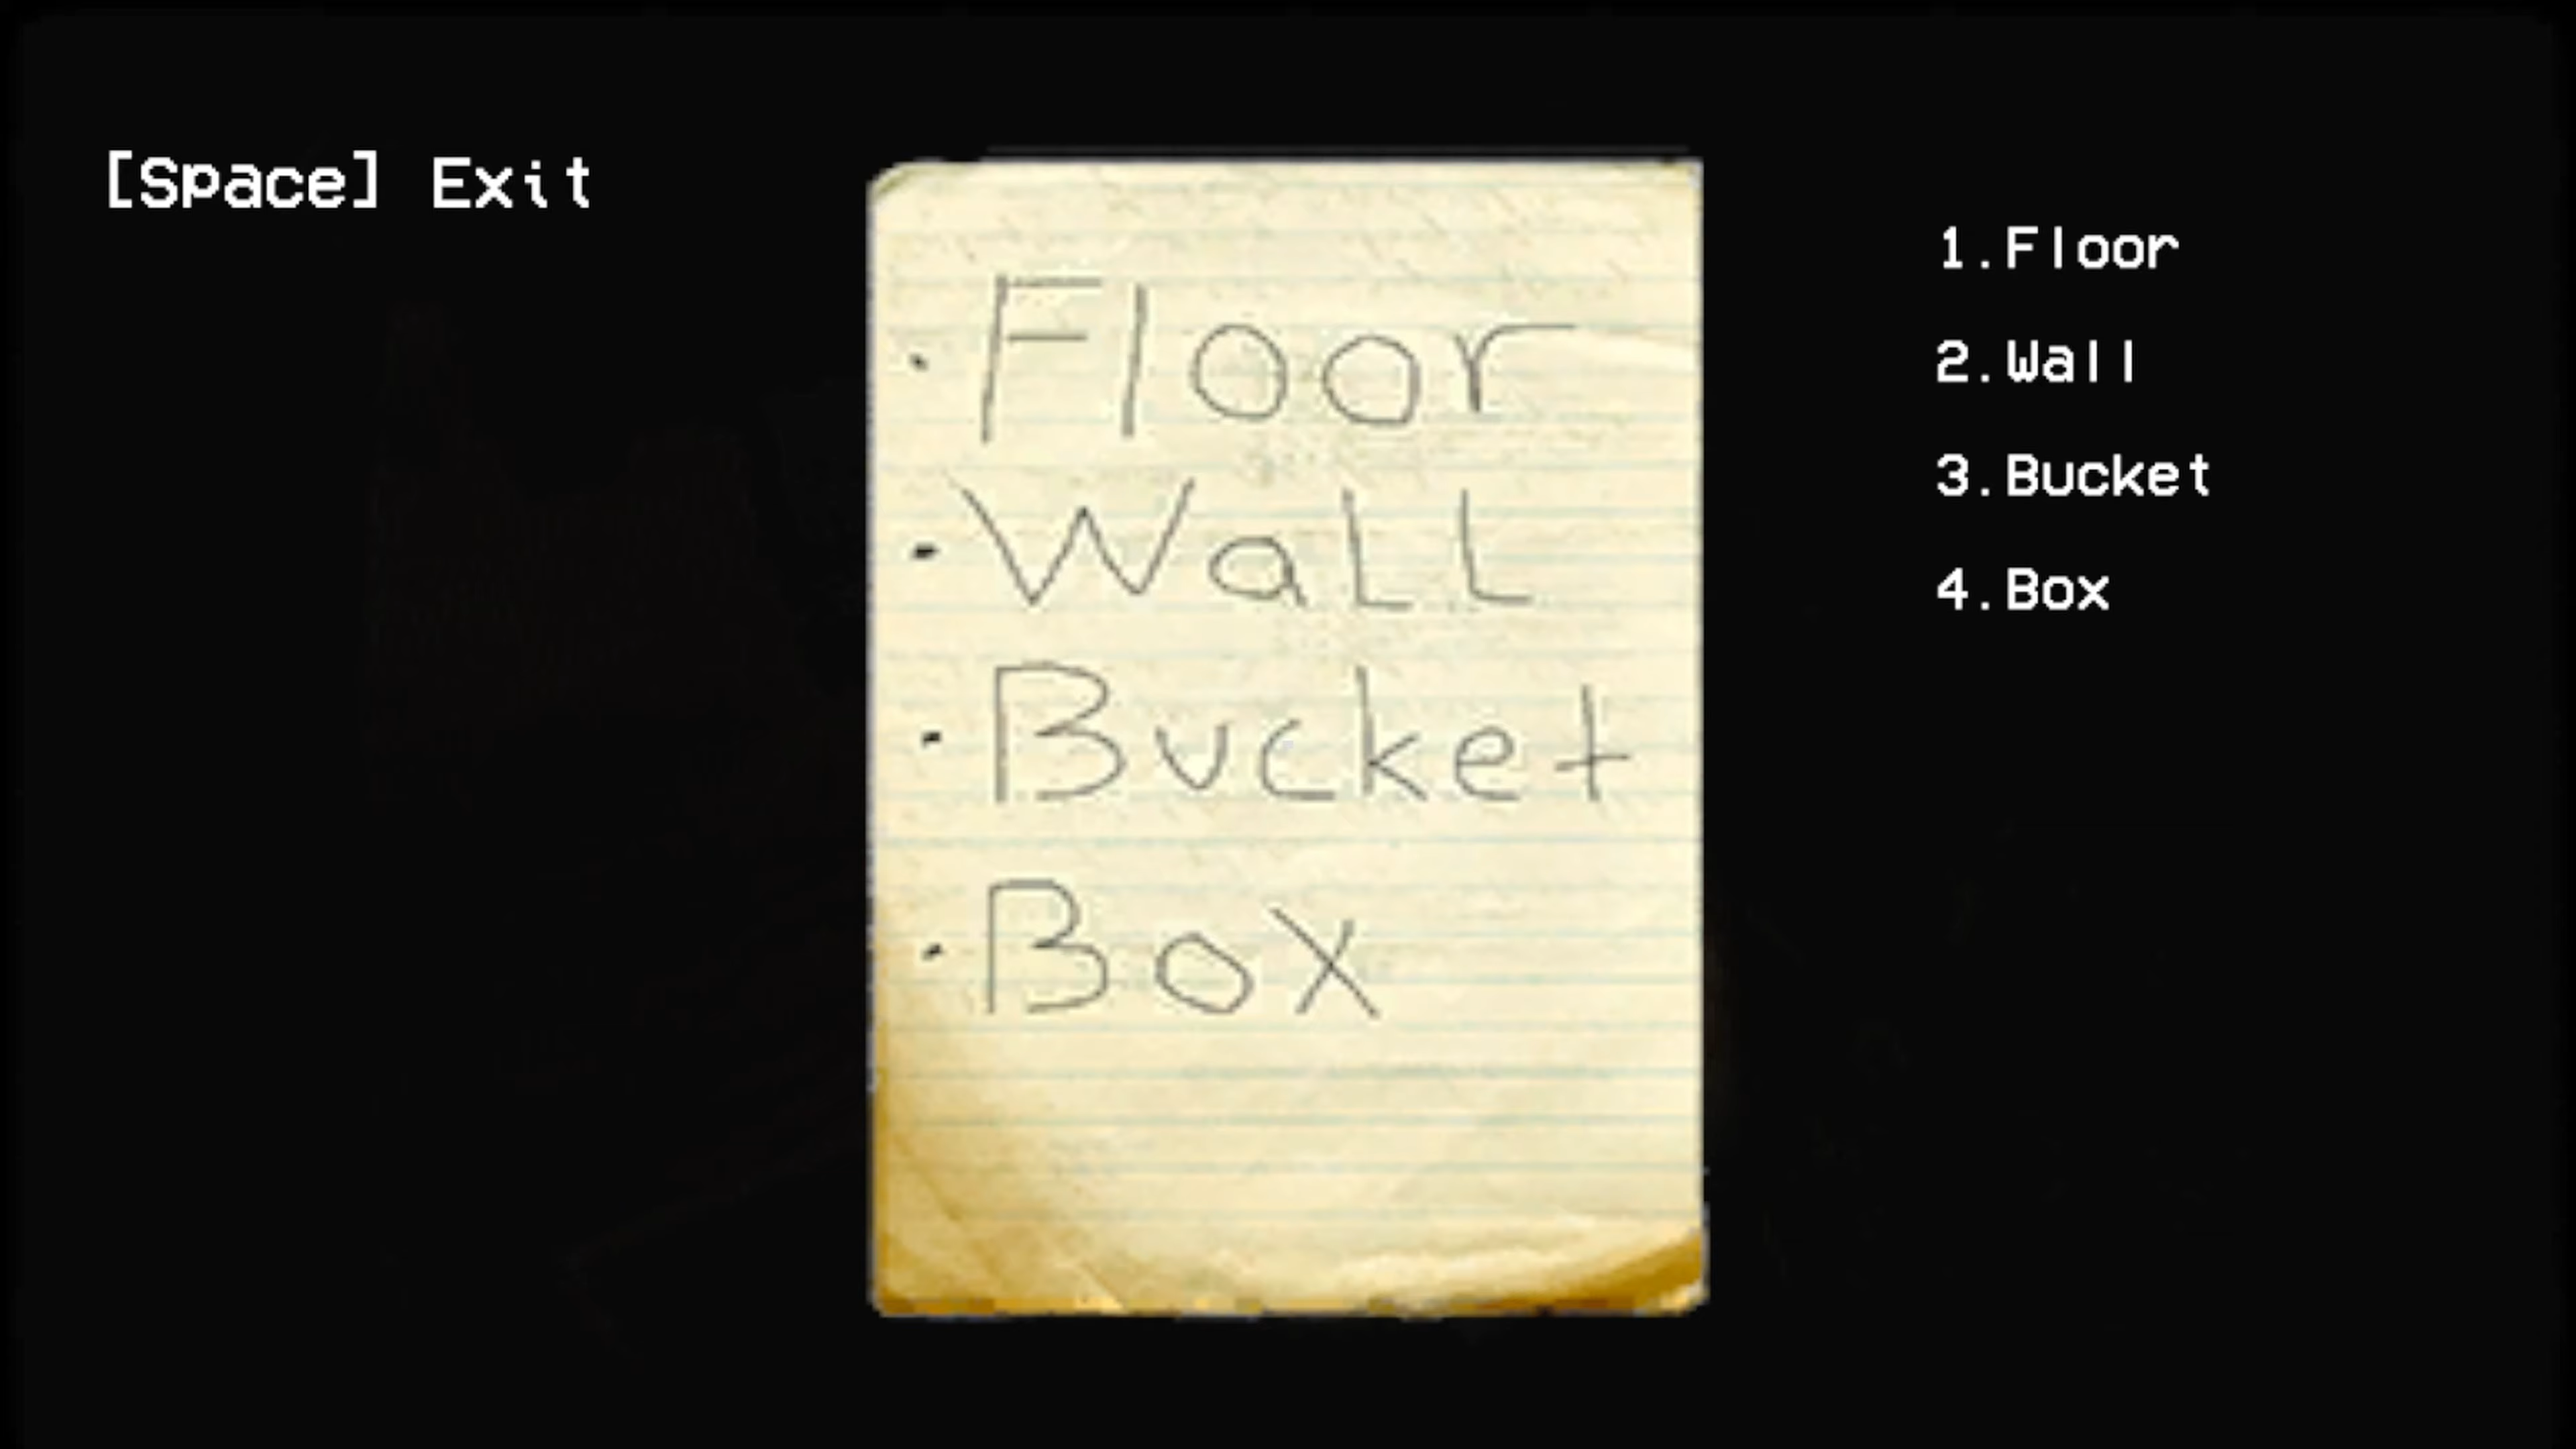 [Space] Exit
· Floor
· Wall
· Bucket
· Box
1.Floor
2.Wall
3.Bucket
4.Box